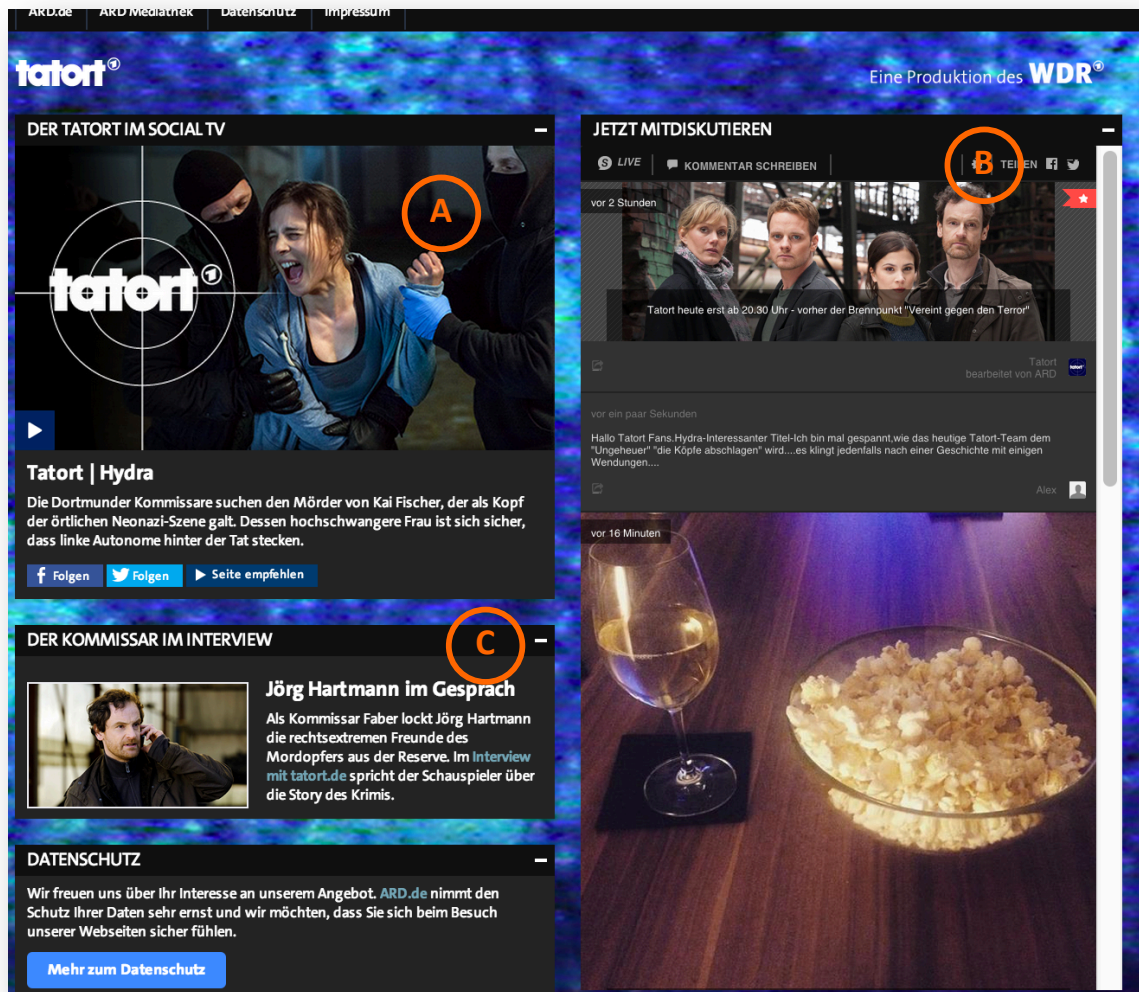 ARD.de ARD Mediathek Datenschutz Impressum
tatort
Eine Produktion des WDR
DER TATORT IM SOCIAL TV
A
tatort
Tatort | Hydra
Die Dortmunder Kommissare suchen den Mörder von Kai Fischer, der als Kopf
der örtlichen Neonazi-Szene galt. Dessen hochschwangere Frau ist sich sicher,
dass linke Autonome hinter der Tat stecken.
Folgen Folgen Seite empfehlen
DER KOMMISSAR IM INTERVIEW
C
Jörg Hartmann im Gespräch
Als Kommissar Faber lockt Jörg Hartmann
die rechtsextremen Freunde des
Mordopfers aus der Reserve. Im Interview
mit tatort.de spricht der Schauspieler über
die Story des Krimis.
DATENSCHUTZ
Wir freuen uns über Ihr Interesse an unserem Angebot. ARD.de nimmt den
Schutz Ihrer Daten sehr ernst und wir möchten, dass Sie sich beim Besuch
unserer Webseiten sicher fühlen.
Mehr zum Datenschutz
JETZT MITDISKUTIEREN
S LIVE KOMMENTAR SCHREIBEN B TEILEN
vor 2 Stunden
Tatort heute erst ab 20:30 Uhr - vorher der Brennpunkt "Vereint gegen den Terror"
Tatort
bearbeitet von ARD
vor ein paar Sekunden
Hallo Tatort Fans.Hydra-Interessanter Titel-Ich bin mal gespannt,wie das heutige Tatort-Team dem
"Ungeheuer" "die Köpfe abschlagen" wird....es klingt jedenfalls nach einer Geschichte mit einigen
Wendungen....
Alex
vor 16 Minuten